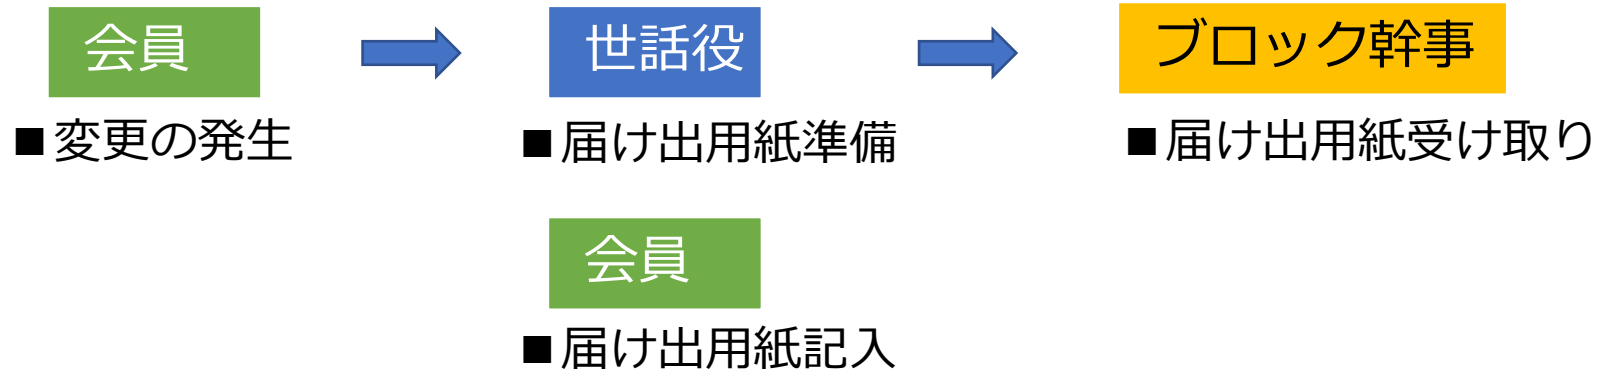 会員
世話役
ブロック幹事
■変更の発生
■届け出用紙準備
■届け出用紙受け取り
会員
■届け出用紙記入